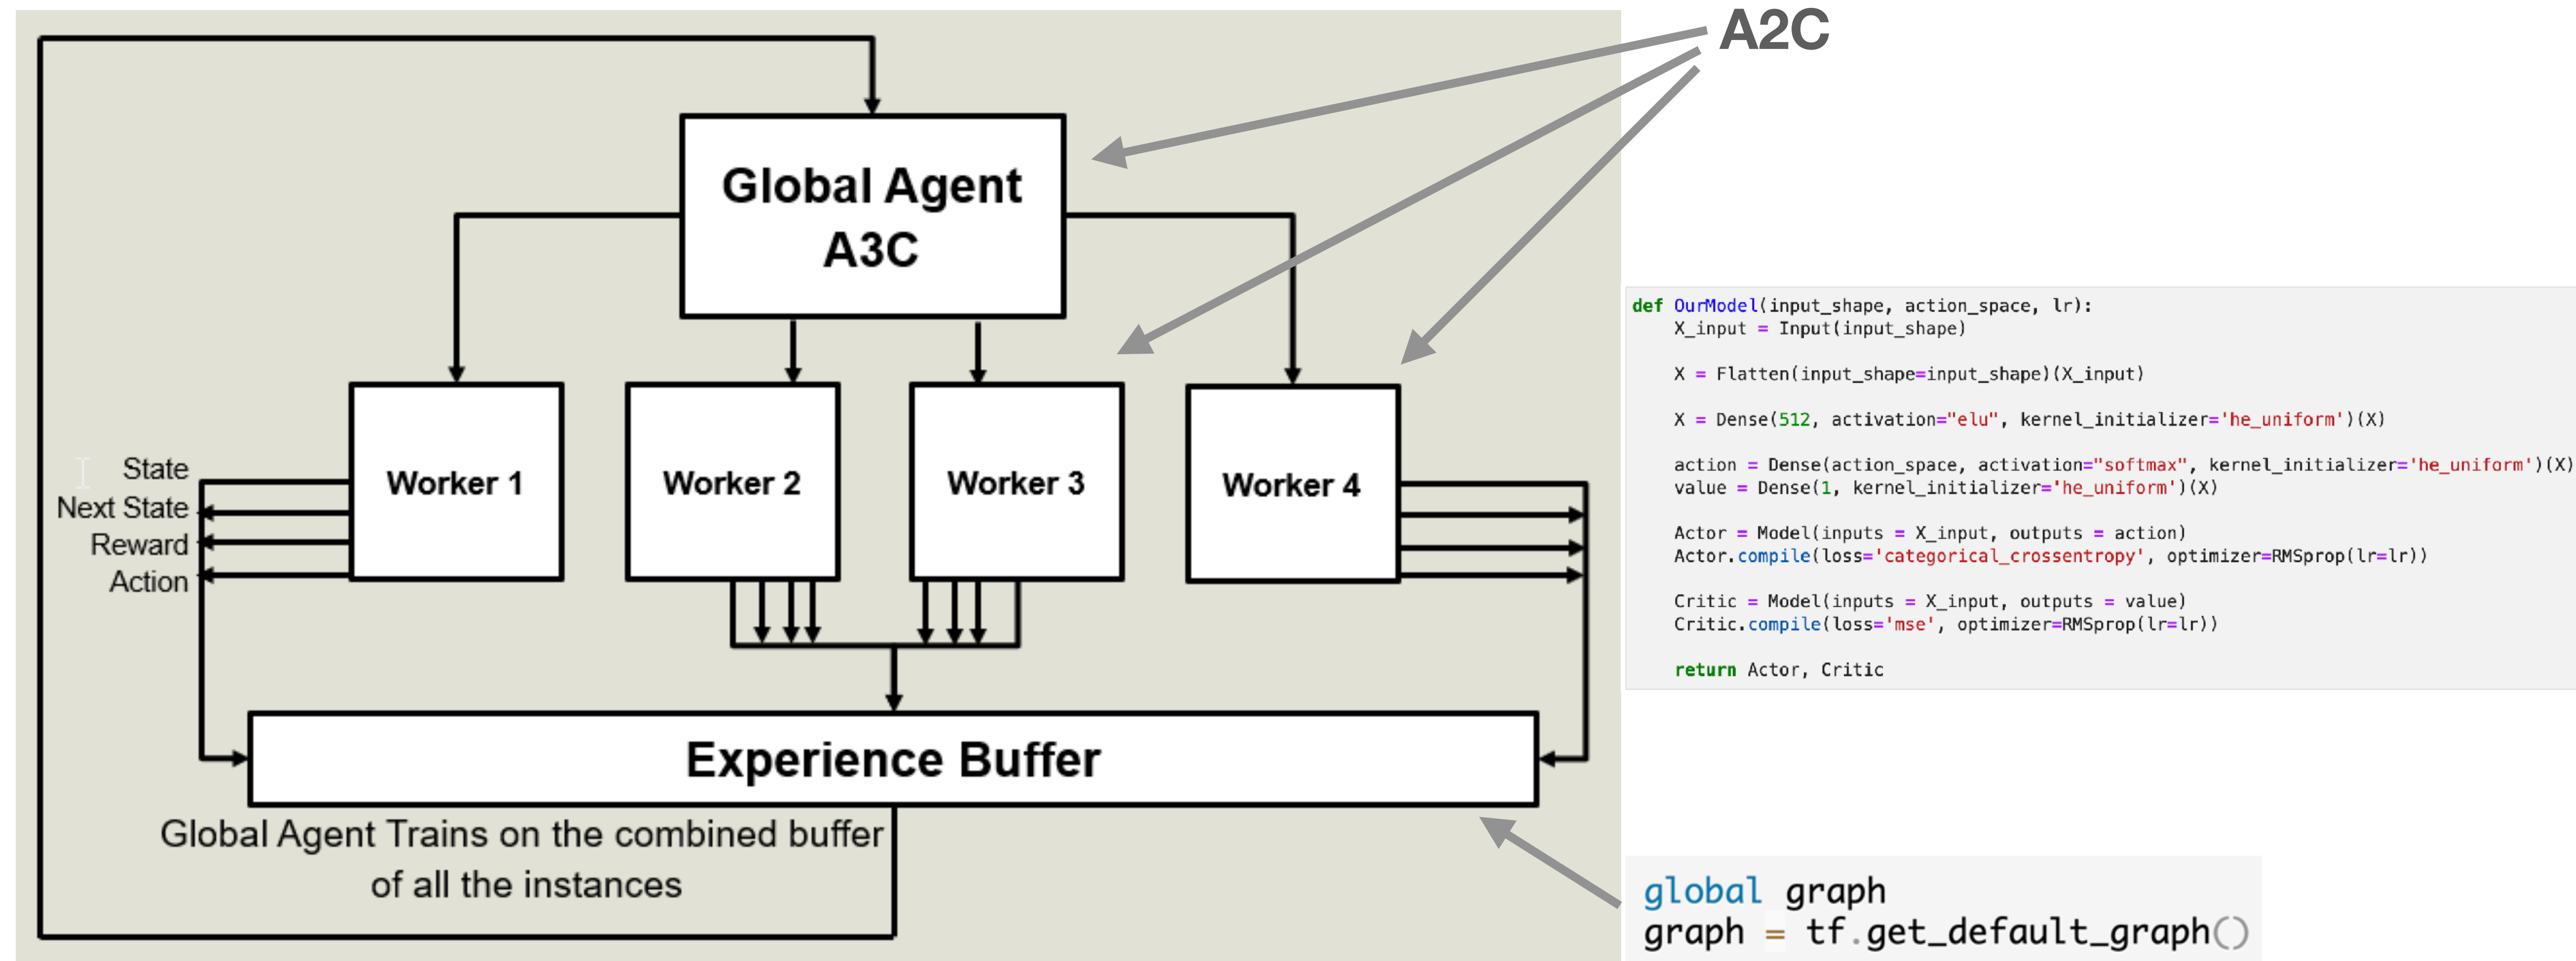 A2C
Global Agent
A3C
Worker 1
Worker 2
Worker 3
Worker 4
State
Next State
Reward
Action
Experience Buffer
Global Agent Trains on the combined buffer
of all the instances
def OurModel(input_shape, action_space, lr):
    X_input = Input(input_shape)
    X = Flatten(input_shape=input_shape)(X_input)
    X = Dense(512, activation="elu", kernel_initializer='he_uniform')(X)
    action = Dense(action_space, activation="softmax", kernel_initializer='he_uniform')(X)
    value = Dense(1, kernel_initializer='he_uniform')(X)
    Actor = Model(inputs = X_input, outputs = action)
    Actor.compile(loss='categorical_crossentropy', optimizer=RMSprop(lr=lr))
    Critic = Model(inputs = X_input, outputs = value)
    Critic.compile(loss='mse', optimizer=RMSprop(lr=lr))
    return Actor, Critic
global graph
graph = tf.get_default_graph()